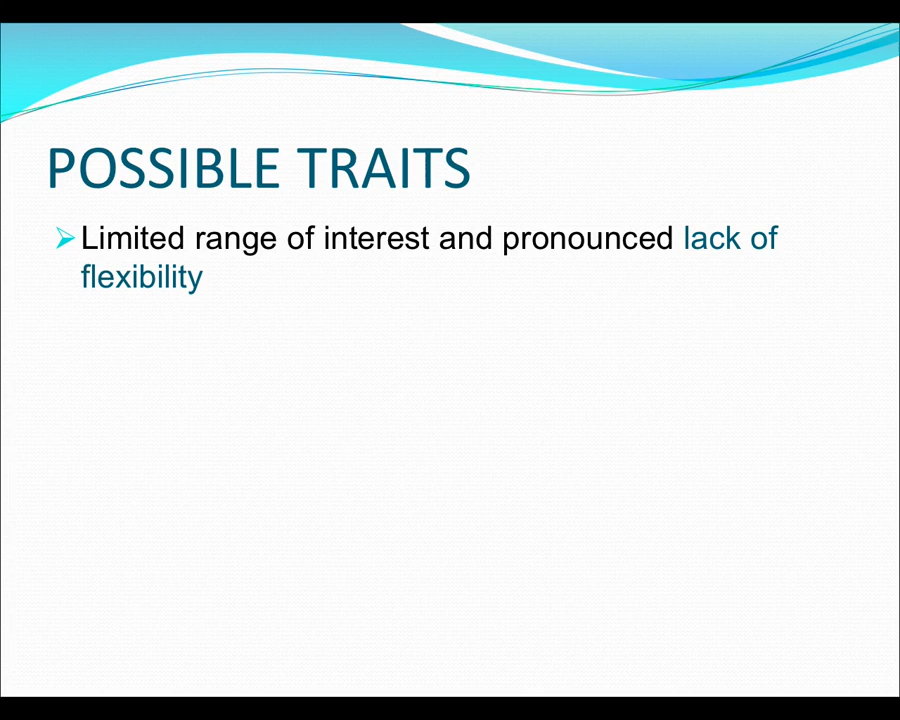 POSSIBLE TRAITS
Limited range of interest and pronounced lack of
flexibility